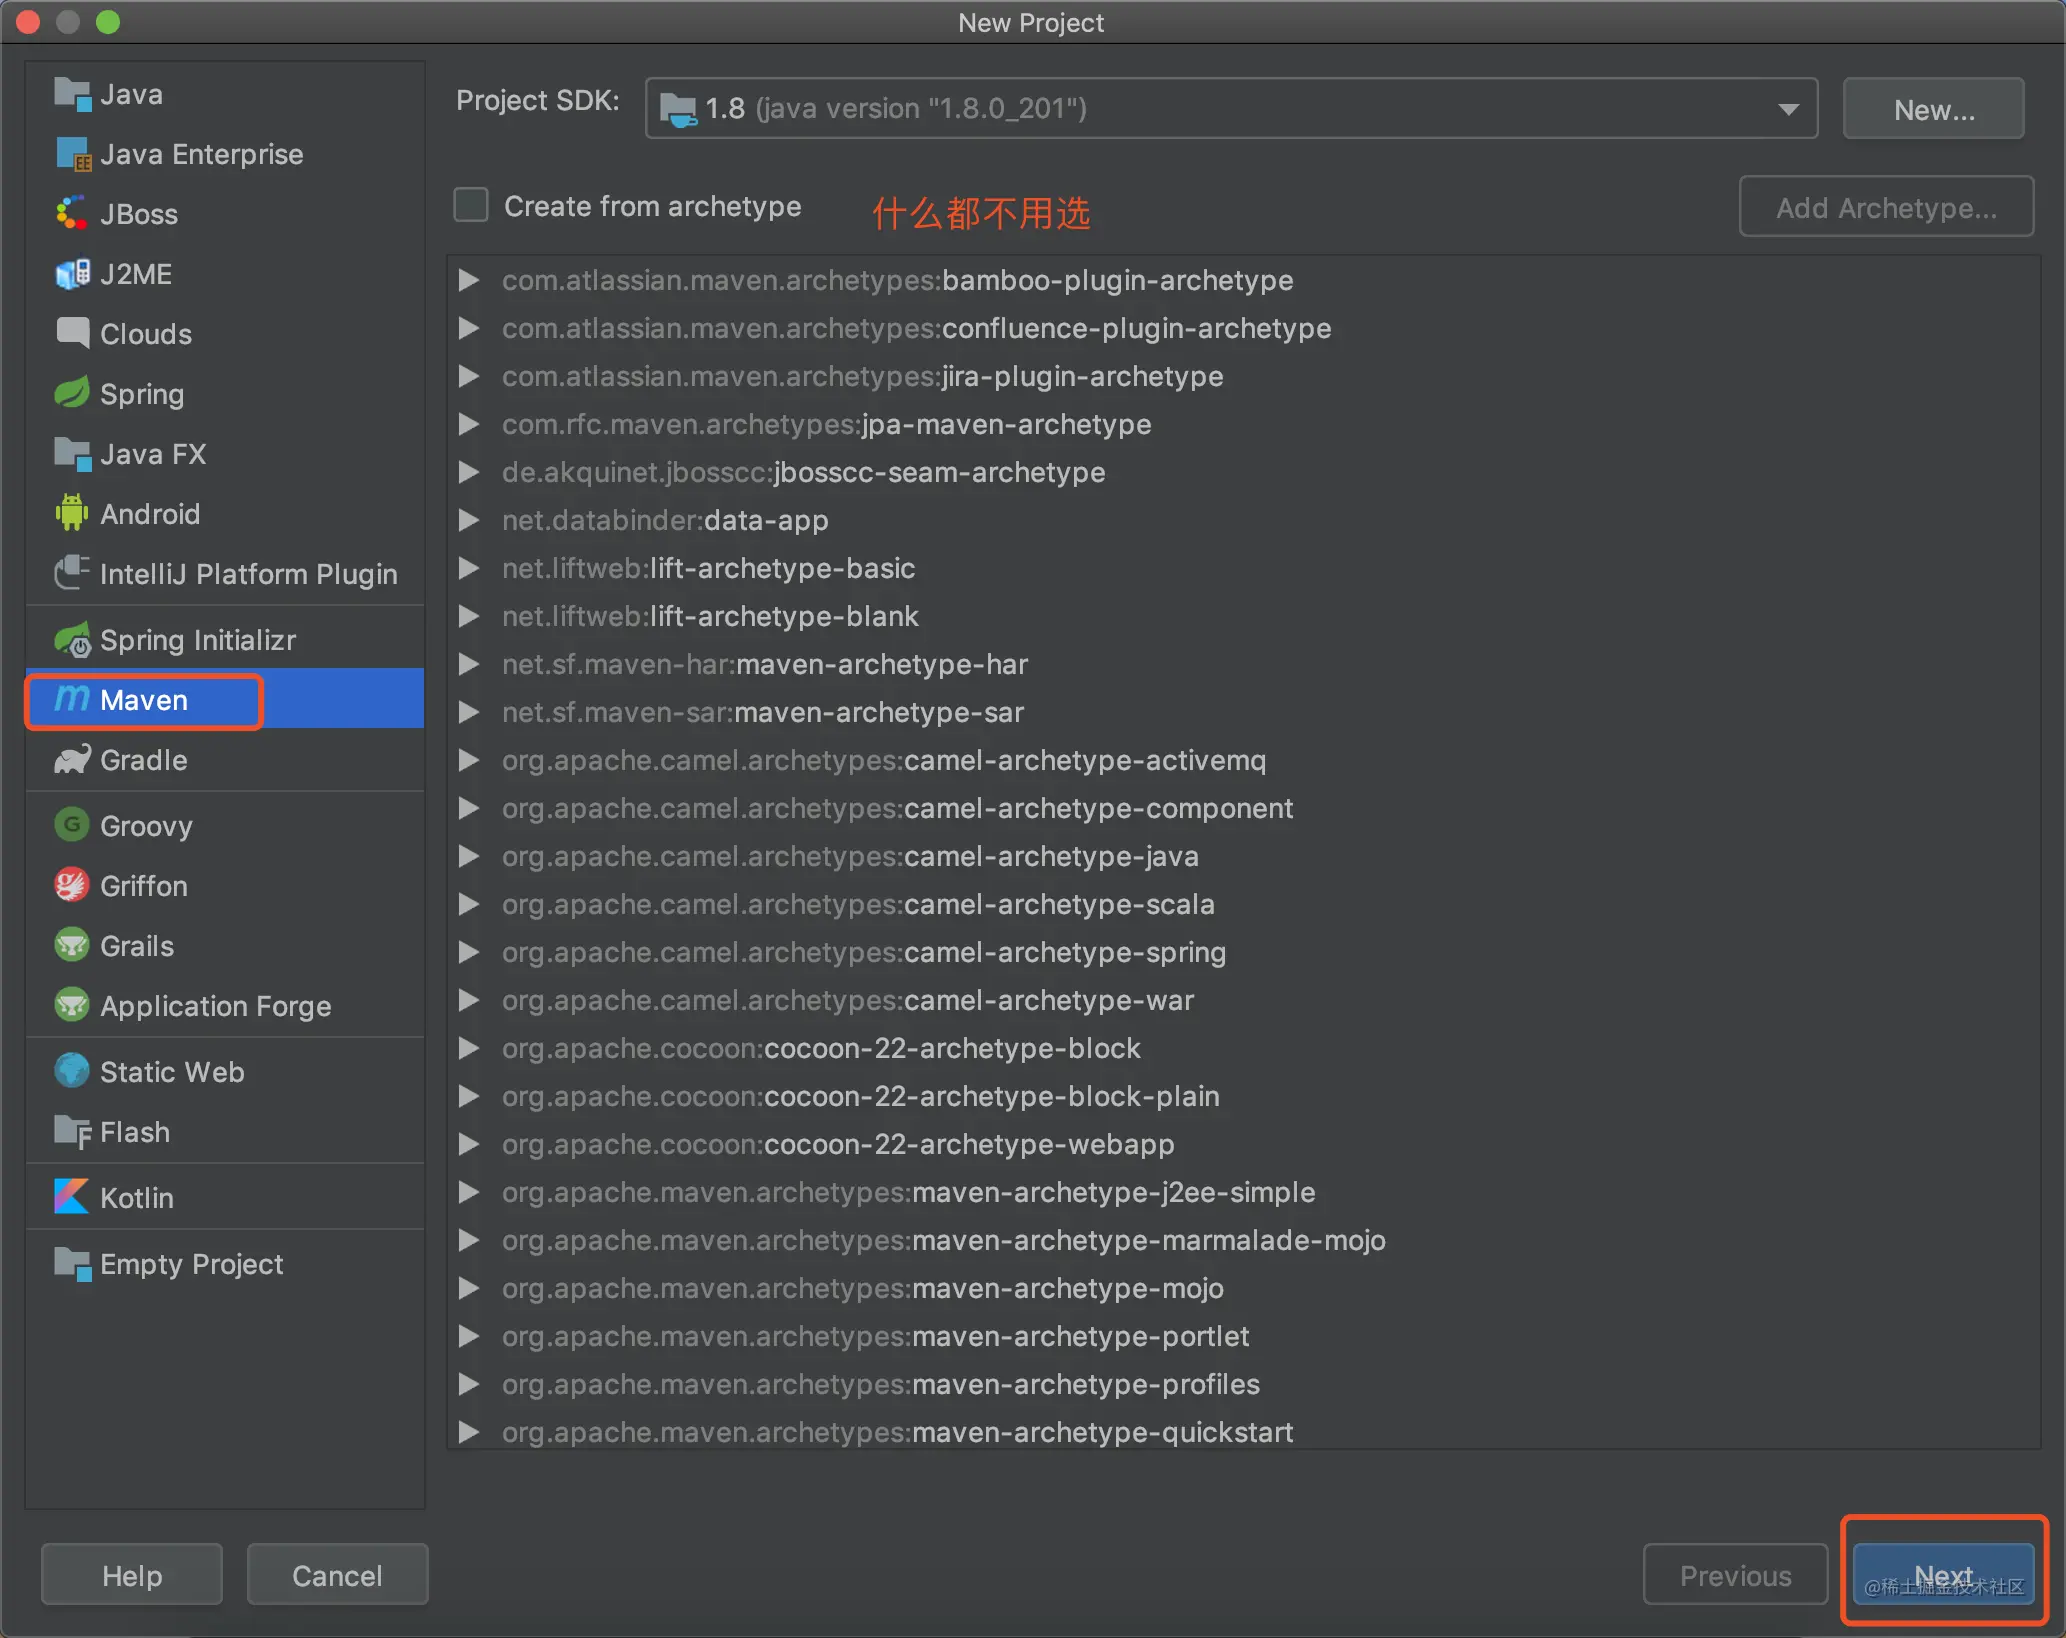 New Project
Java
Java Enterprise
JBoss
J2ME
Clouds
Spring
Java FX
Android
IntelliJ Platform Plugin
Spring Initializr
Maven
Gradle
Groovy
Griffon
Grails
Application Forge
Static Web
Flash
Kotlin
Empty Project
Project SDK:
1.8 (java version "1.8.0_201")
New...
Create from archetype
什么都不用选
Add Archetype...
com.atlassian.maven.archetypes:bamboo-plugin-archetype
com.atlassian.maven.archetypes:confluence-plugin-archetype
com.atlassian.maven.archetypes:jira-plugin-archetype
com.rfc.maven.archetypes:jpa-maven-archetype
de.akquinet.jbosscc:jbosscc-seam-archetype
net.databinder:data-app
net.liftweb:lift-archetype-basic
net.liftweb:lift-archetype-blank
net.sf.maven-har:maven-archetype-har
net.sf.maven-sar:maven-archetype-sar
org.apache.camel.archetypes:camel-archetype-activemq
org.apache.camel.archetypes:camel-archetype-component
org.apache.camel.archetypes:camel-archetype-java
org.apache.camel.archetypes:camel-archetype-scala
org.apache.camel.archetypes:camel-archetype-spring
org.apache.camel.archetypes:camel-archetype-war
org.apache.cocoon:cocoon-22-archetype-block
org.apache.cocoon:cocoon-22-archetype-block-plain
org.apache.cocoon:cocoon-22-archetype-webapp
org.apache.maven.archetypes:maven-archetype-j2ee-simple
org.apache.maven.archetypes:maven-archetype-marmalade-mojo
org.apache.maven.archetypes:maven-archetype-mojo
org.apache.maven.archetypes:maven-archetype-portlet
org.apache.maven.archetypes:maven-archetype-profiles
org.apache.maven.archetypes:maven-archetype-quickstart
Help
Cancel
Previous
Next
@稀土掘金技术社区